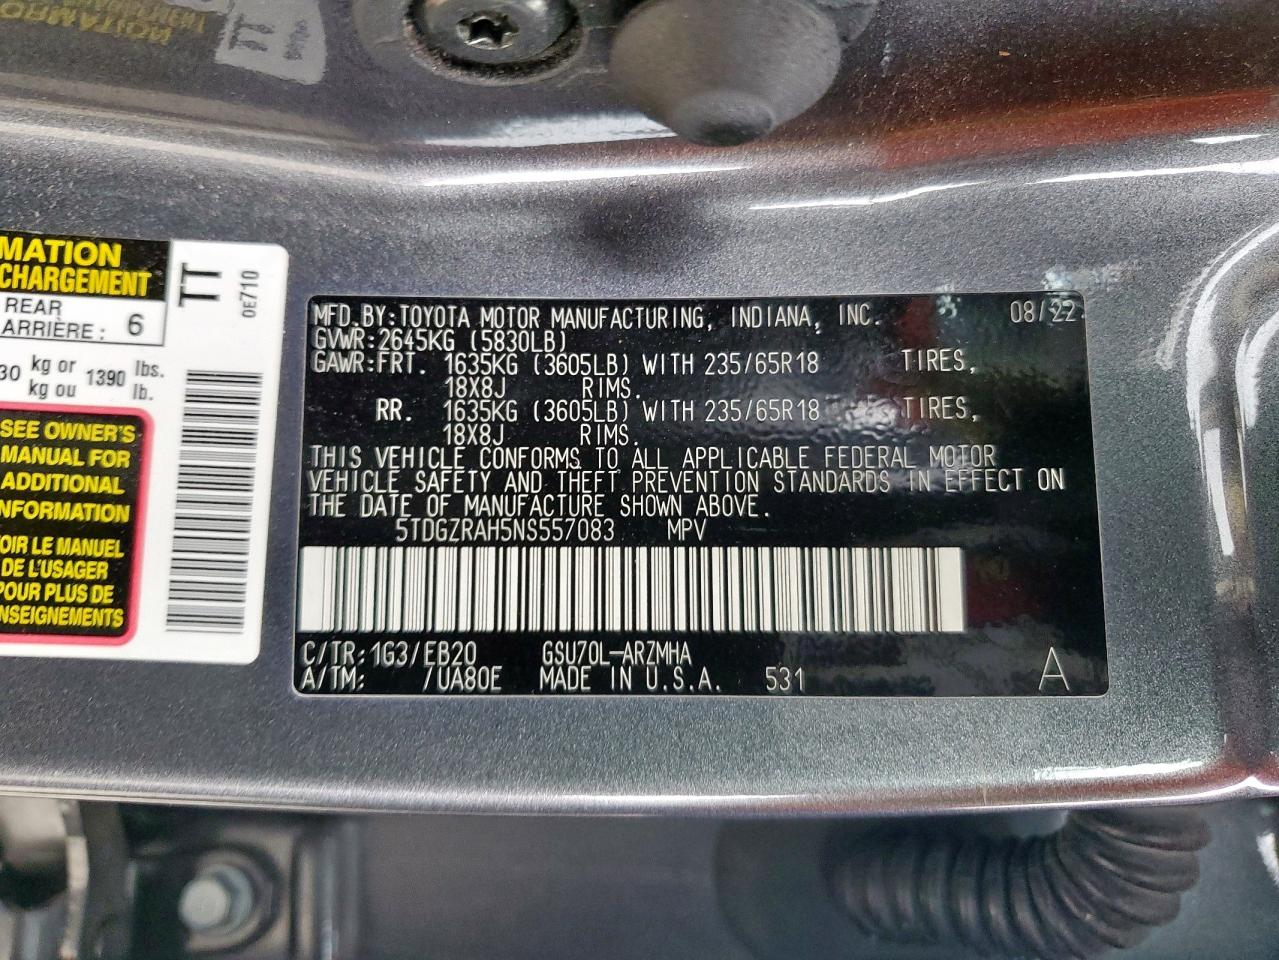 MATION
CHARGEMENT
REAR
ARRIÈRE : 6
30 kg or 1390 lbs.
kg ou lb.
SEE OWNER'S
MANUAL FOR
ADDITIONAL
INFORMATION
VOIR LE MANUEL
DE L'USAGER
POUR PLUS DE
NSEIGNEMENTS
TT
0E710
MFD.BY:TOYOTA MOTOR MANUFACTURING, INDIANA, INC. 08/22
GVWR:2645KG (5830LB)
GAWR:FRT. 1635KG (3605LB) WITH 235/65R18 TIRES,
18X8J RIMS.
RR. 1635KG (3605LB) WITH 235/65R18 TIRES,
18X8J RIMS.
THIS VEHICLE CONFORMS TO ALL APPLICABLE FEDERAL MOTOR
VEHICLE SAFETY AND THEFT PREVENTION STANDARDS IN EFFECT ON
THE DATE OF MANUFACTURE SHOWN ABOVE.
5TDGZRAH5NS557083 MPV
C/TR:1G3/EB20 GSU70L-ARZMHA
A/TM: /UA80E MADE IN U.S.A. 531 A